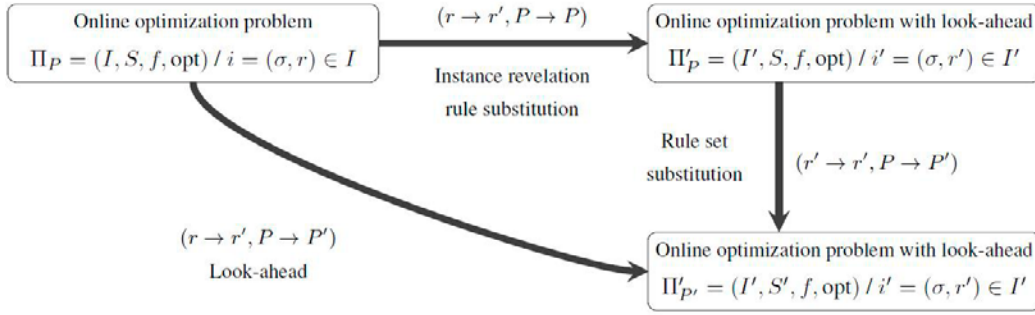 Online optimization problem
Π_P = (I, S, f, opt) / i = (σ, r) ∈ I
(r → r′, P → P)
Instance revelation
rule substitution
Online optimization problem with look-ahead
Π′_P = (I′, S, f, opt) / i′ = (σ, r′) ∈ I′
Rule set
substitution
(r′ → r′, P → P′)
(r → r′, P → P′)
Look-ahead
Online optimization problem with look-ahead
Π′_P′ = (I′, S′, f, opt) / i′ = (σ, r′) ∈ I′